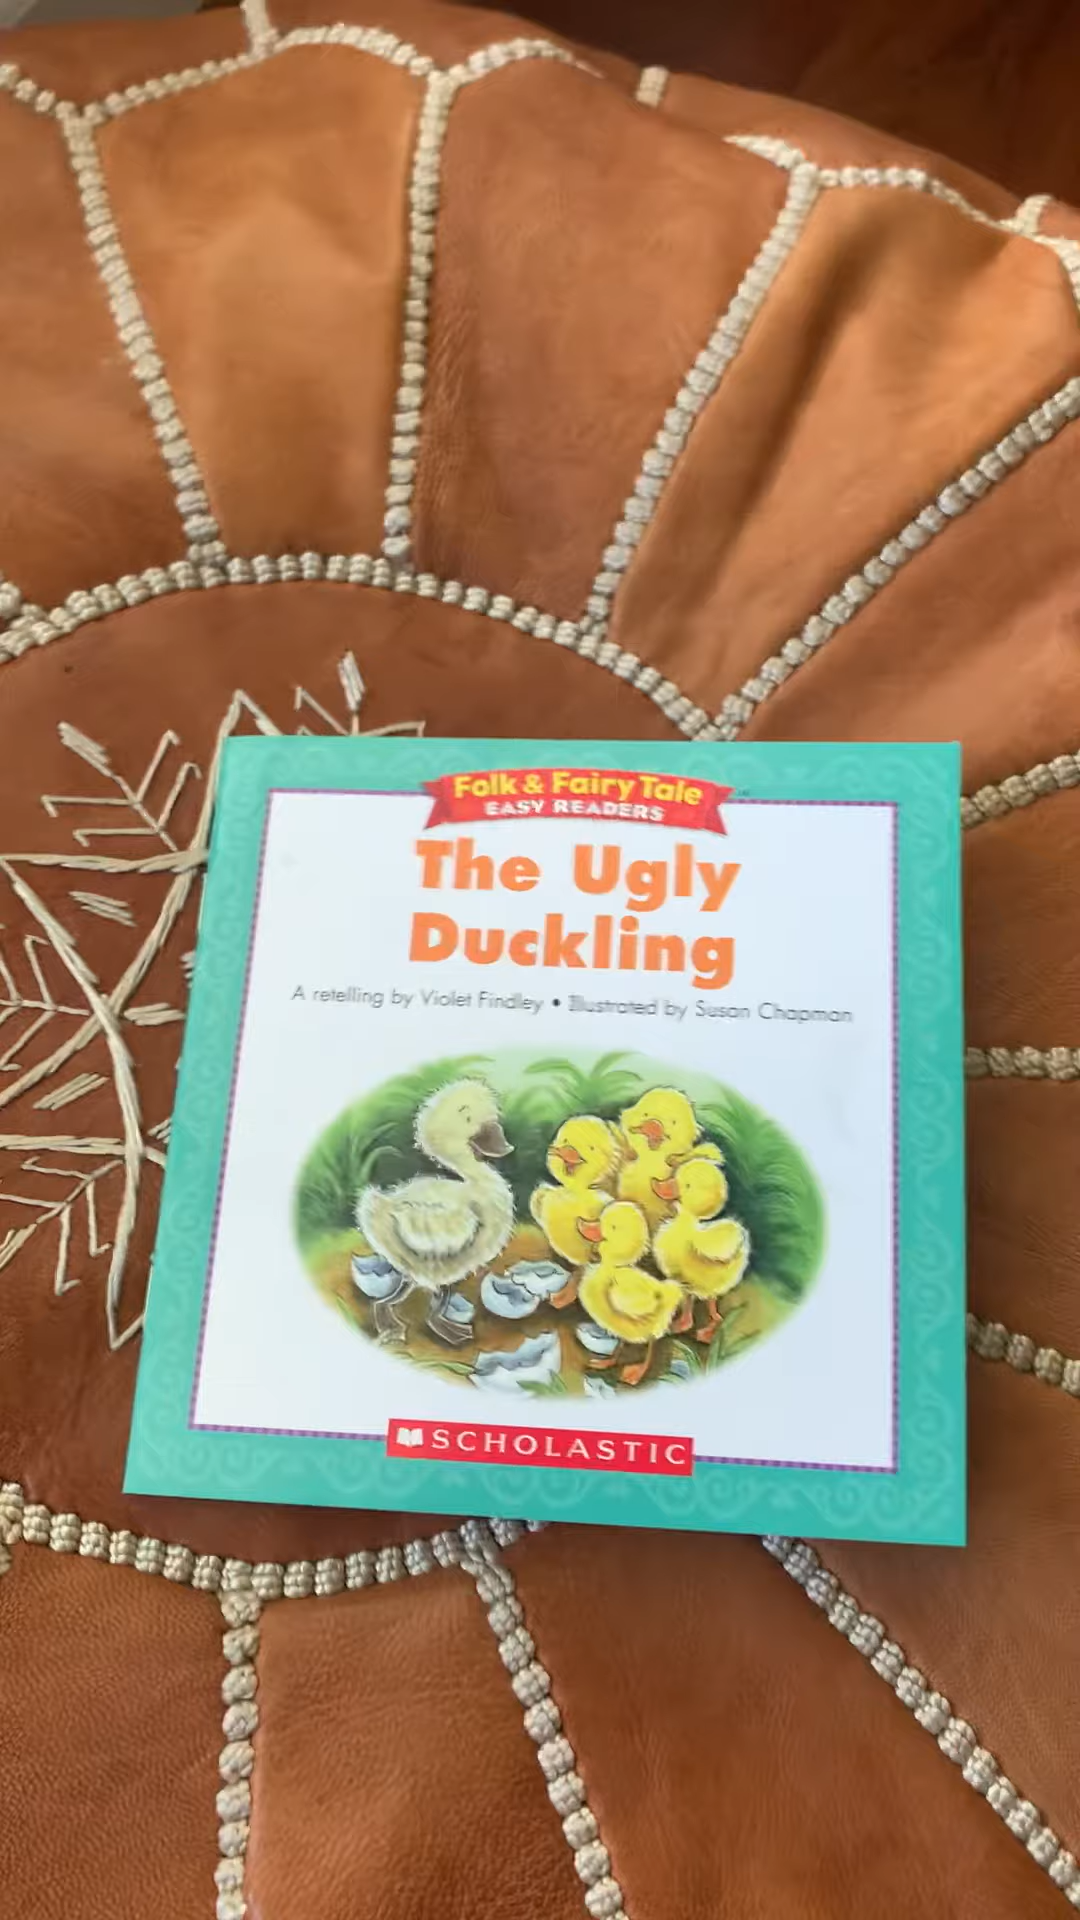 Folk & Fairy Tale
EASY READERS
The Ugly
Duckling
A retelling by Violet Findley • Illustrated by Susan Chapman
SCHOLASTIC